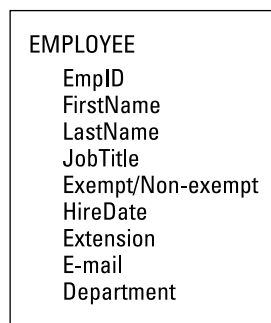 EMPLOYEE
EmpID
FirstName
LastName
JobTitle
Exempt/Non-exempt
HireDate
Extension
E-mail
Department